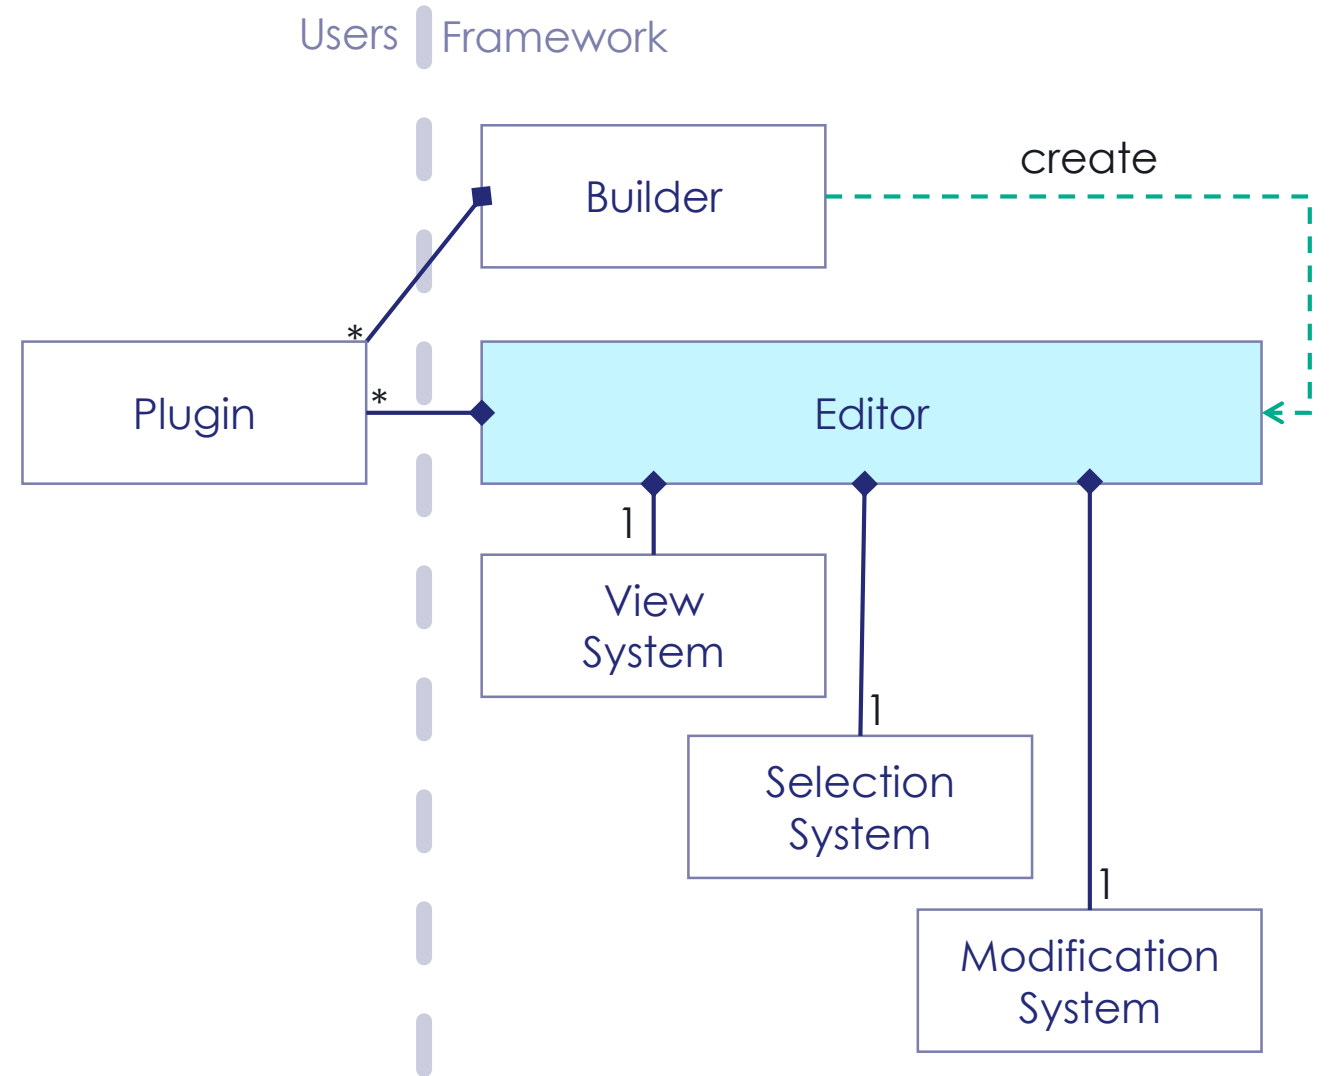 Users
Framework
create
Builder
*
Plugin
*
Editor
1
View
System
1
Selection
System
1
Modification
System